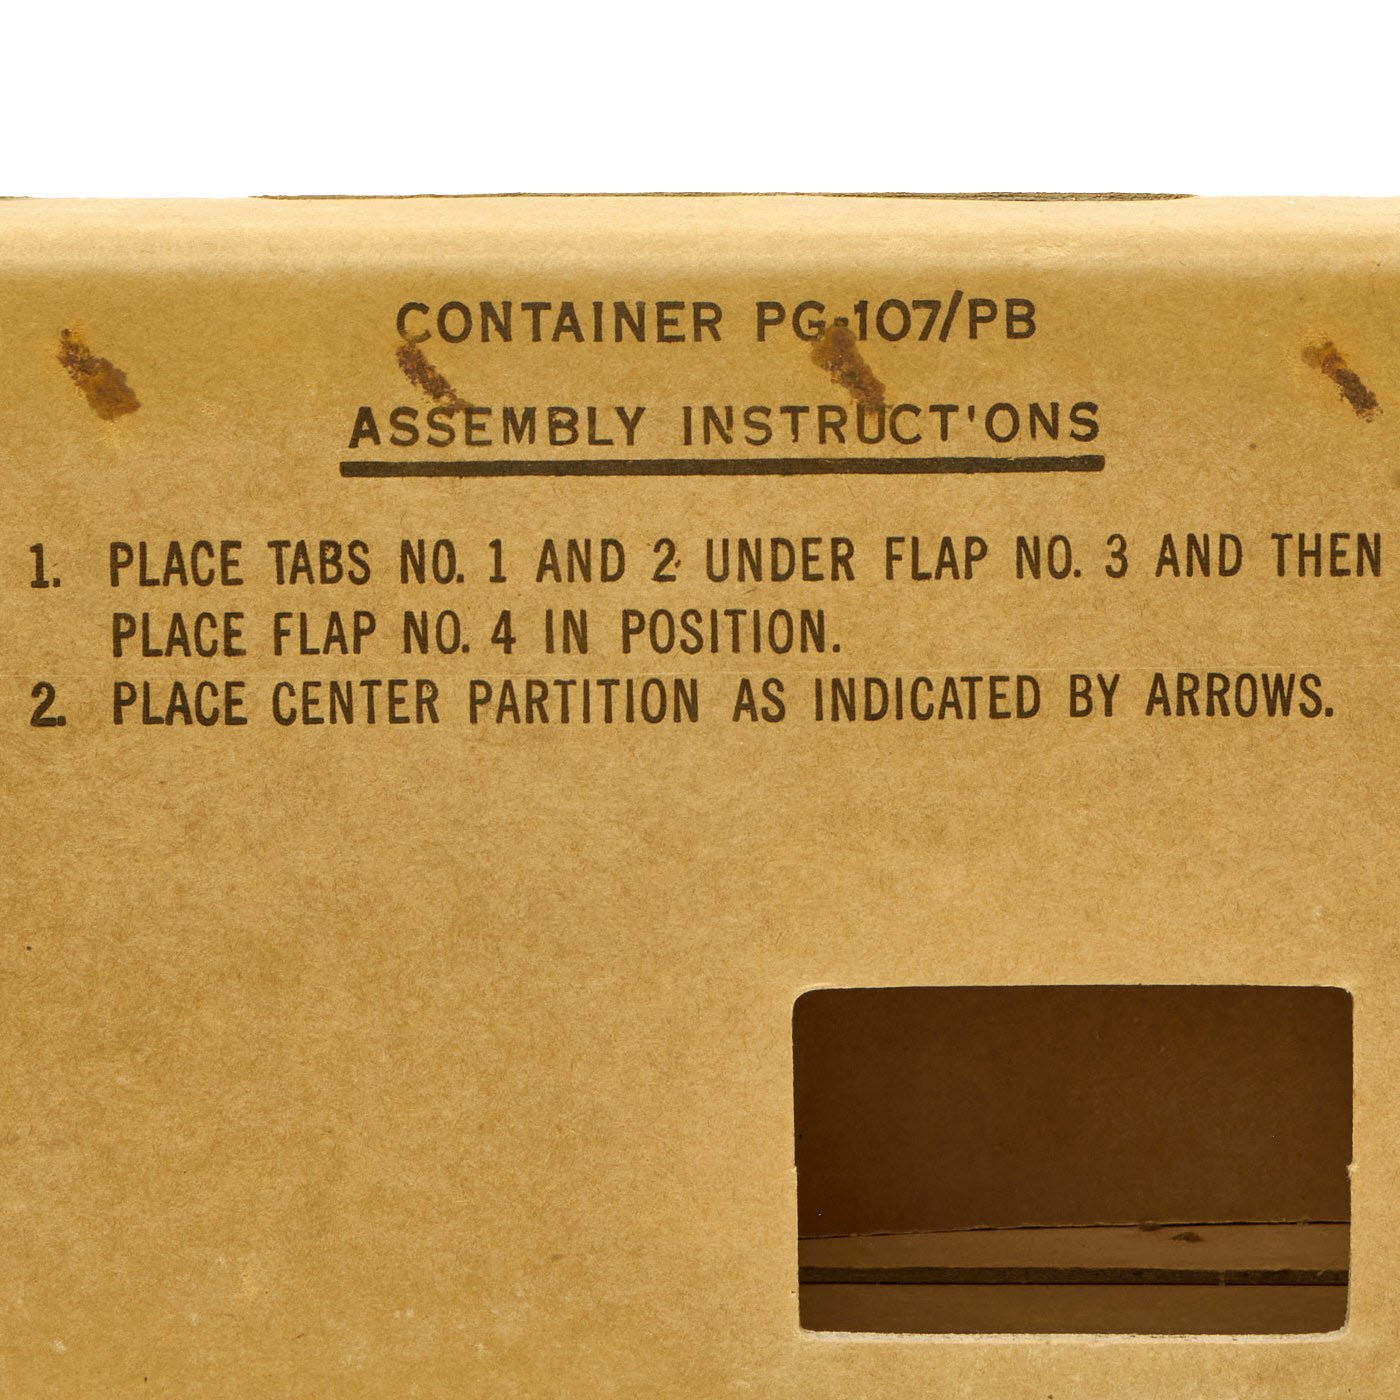 CONTAINER PG-107/PB
ASSEMBLY INSTRUCT'ONS
1. PLACE TABS NO. 1 AND 2 UNDER FLAP NO. 3 AND THEN
PLACE FLAP NO. 4 IN POSITION.
2. PLACE CENTER PARTITION AS INDICATED BY ARROWS.